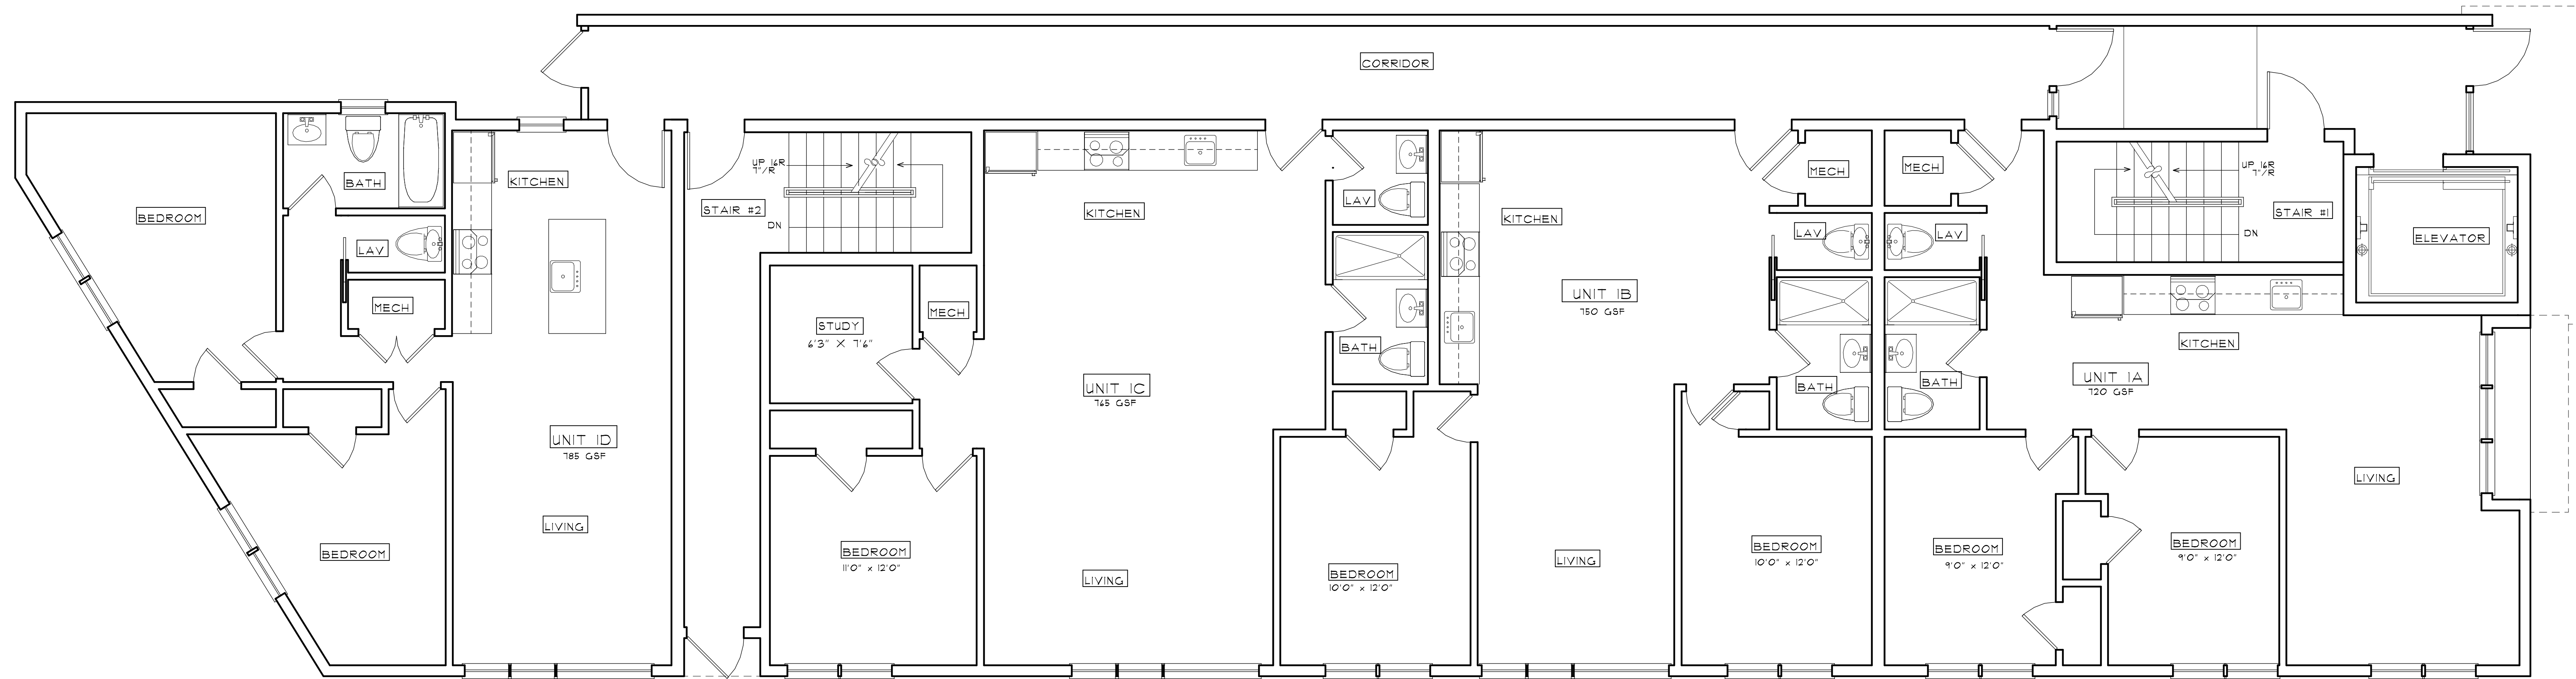 CORRIDOR
BEDROOM
BATH
LAV
MECH
KITCHEN
UNIT 1D
785 GSF
BEDROOM
LIVING
STAIR #2
UP 16R
7"/R
DN
STUDY
6'3" X 7'6"
MECH
BEDROOM
11'0" x 12'0"
KITCHEN
UNIT 1C
765 GSF
LIVING
LAV
BATH
BEDROOM
10'0" x 12'0"
KITCHEN
UNIT 1B
750 GSF
LIVING
MECH
LAV
BATH
BEDROOM
10'0" x 12'0"
MECH
LAV
BATH
BEDROOM
9'0" x 12'0"
UP 16R
7"/R
STAIR #1
DN
ELEVATOR
KITCHEN
UNIT 1A
720 GSF
BEDROOM
9'0" x 12'0"
LIVING